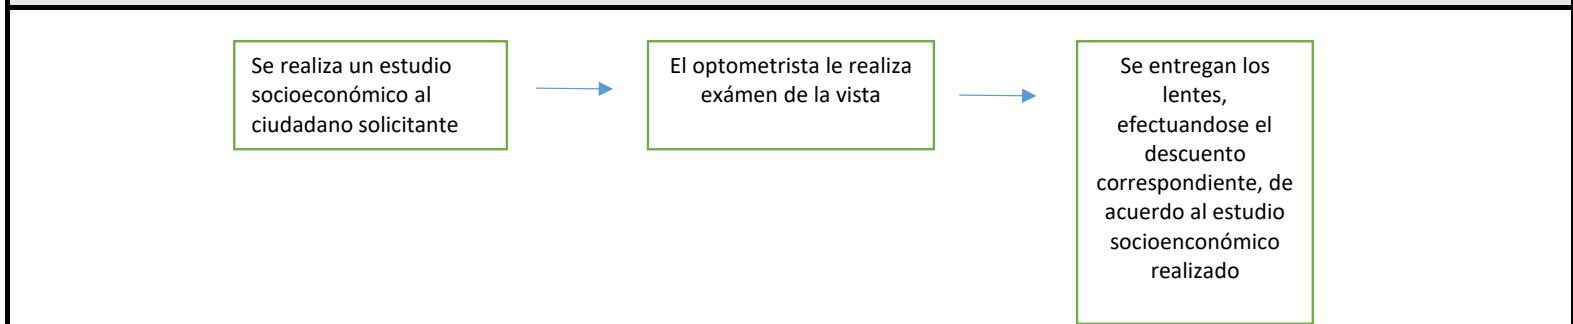 Se realiza un estudio
socioeconómico al
ciudadano solicitante
El optometrista le realiza
exámen de la vista
Se entregan los
lentes,
efectuandose el
descuento
correspondiente, de
acuerdo al estudio
socioenconómico
realizado